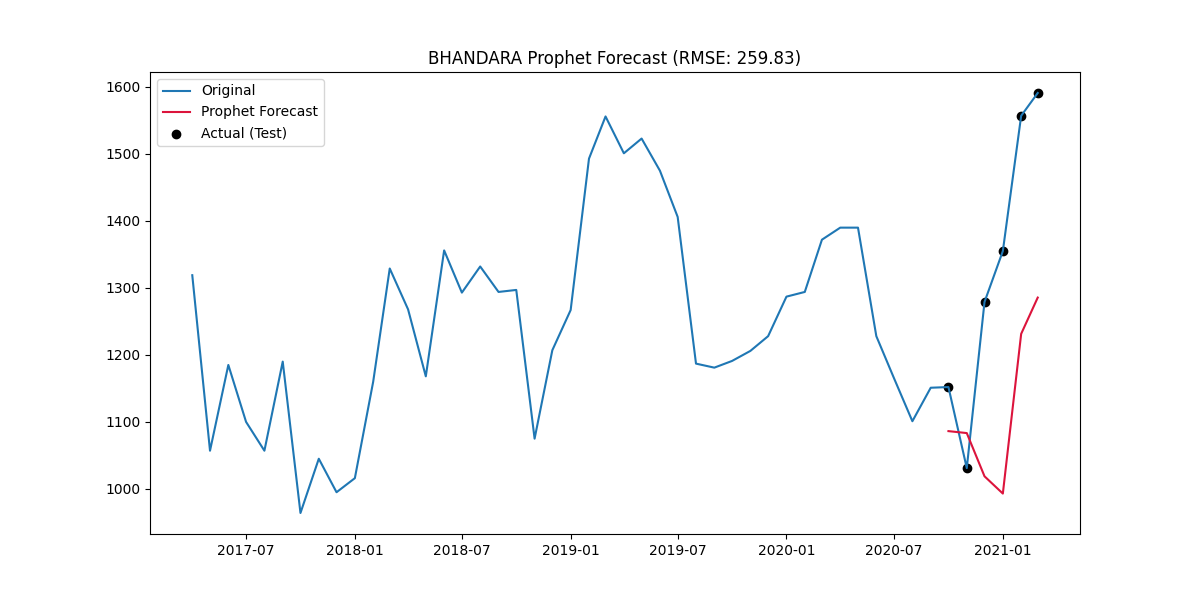 BHANDARA Prophet Forecast (RMSE: 259.83)
Original
Prophet Forecast
Actual (Test)
1600
1500
1400
1300
1200
1100
1000
2017-07 2018-01 2018-07 2019-01 2019-07 2020-01 2020-07 2021-01